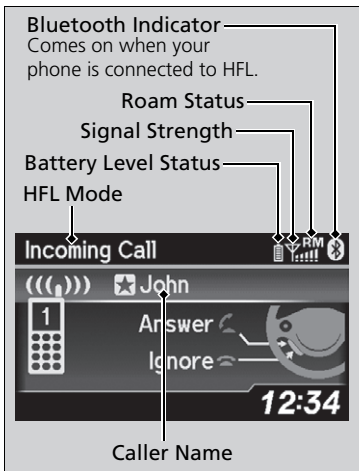 Bluetooth Indicator
Comes on when your
phone is connected to HFL.
Roam Status
Signal Strength
Battery Level Status
HFL Mode
Incoming Call
RM
John
1
Answer
Ignore
12:34
Caller Name